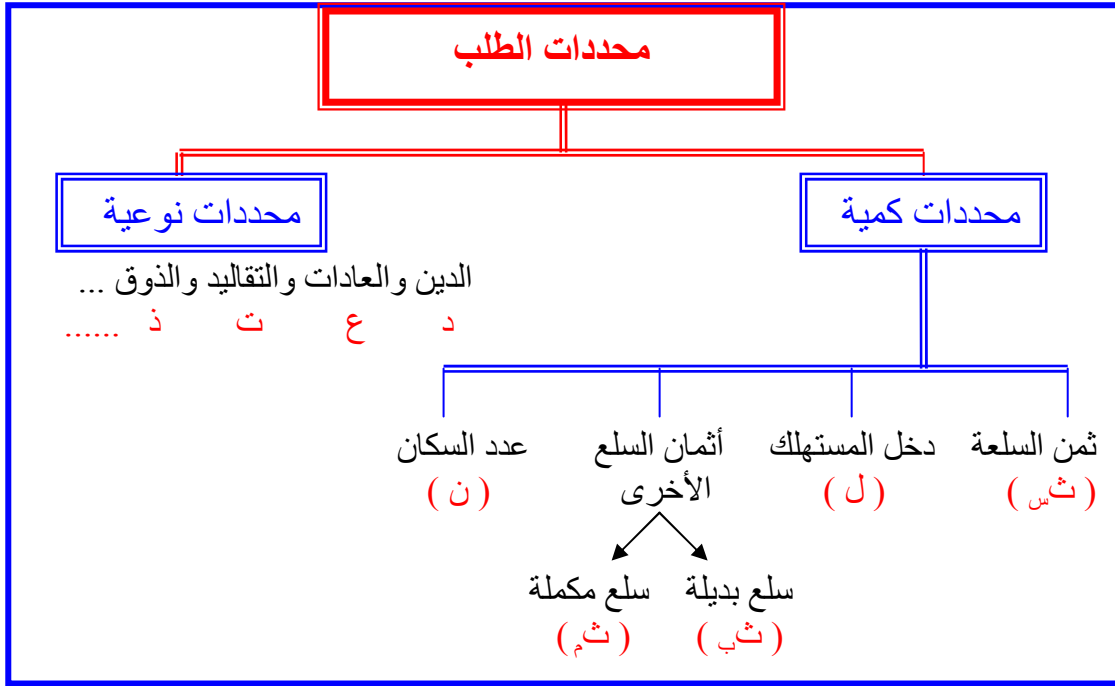 محددات الطلب
محددات كمية
محددات نوعية
الدين والعادات والتقاليد والذوق ...
د ع ت ذ ......
ثمن السلعة
( ثس )
دخل المستهلك
( ل )
أثمان السلع
الأخرى
عدد السكان
( ن )
سلع بديلة
( ثب )
سلع مكملة
( ثم )